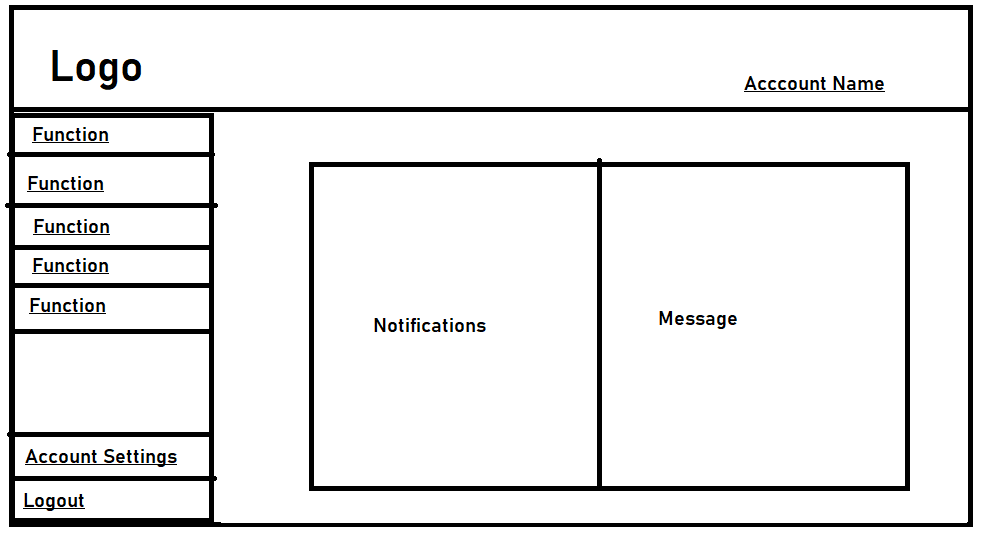 Logo
Acccount Name
Function
Function
Function
Function
Function
Notifications
Message
Account Settings
Logout